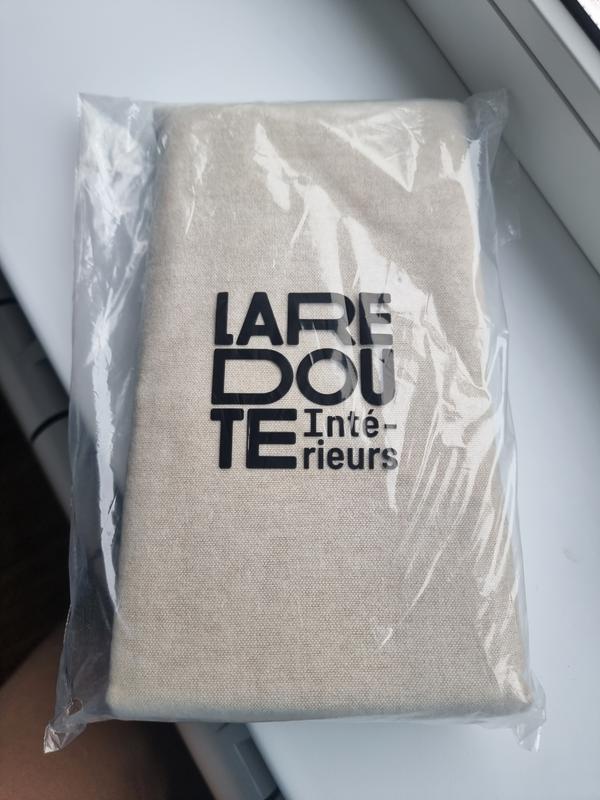 LARE
DOU
TE Inté-
rieurs